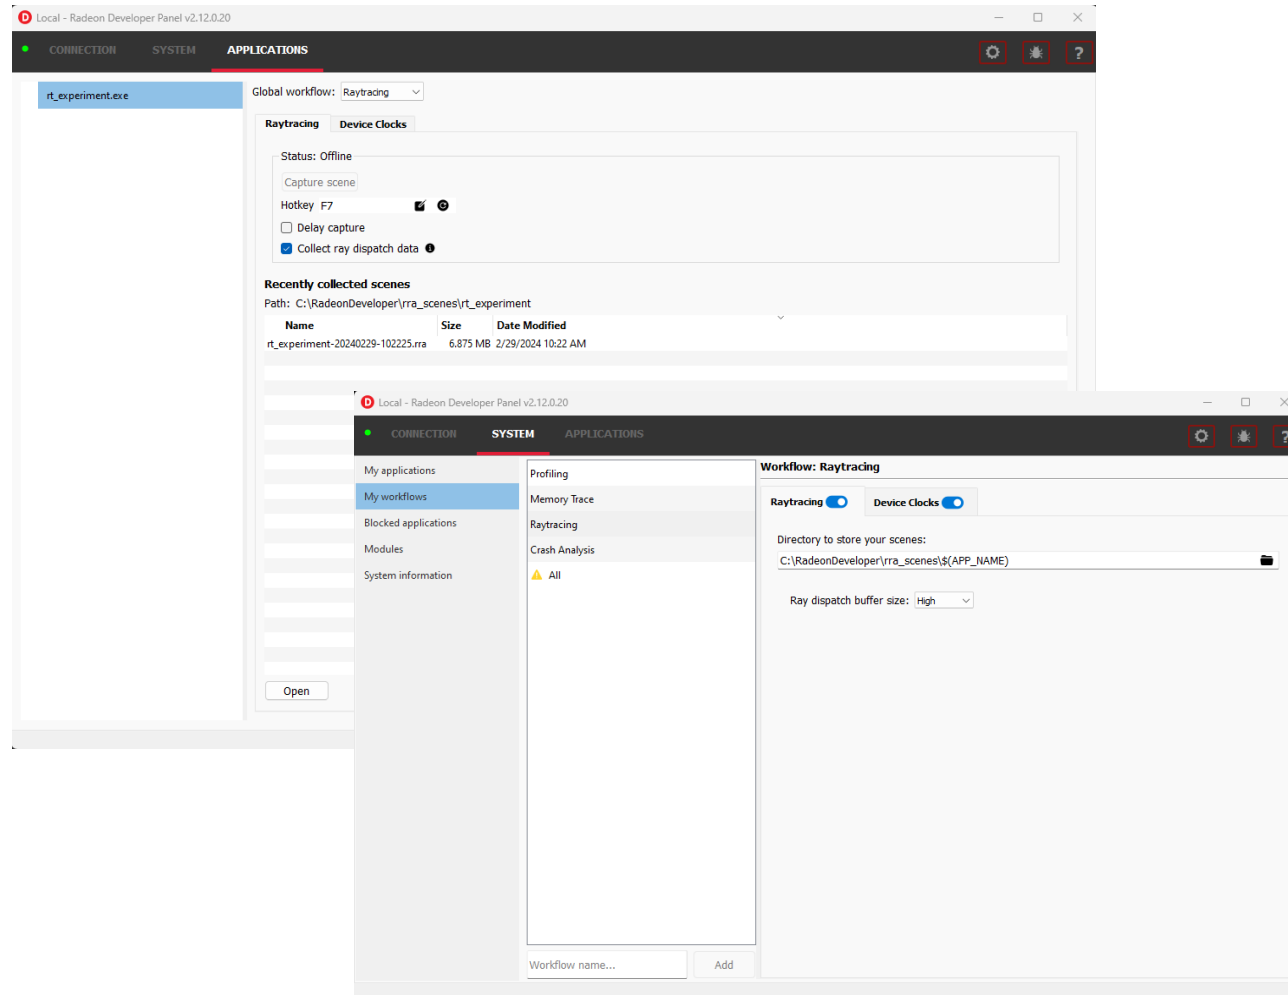 D Local - Radeon Developer Panel v2.12.0.20
CONNECTION SYSTEM APPLICATIONS ?
rt_experiment.exe
Global workflow: Raytracing
Raytracing Device Clocks
Status: Offline
Capture scene
Hotkey F7
Delay capture
Collect ray dispatch data
Recently collected scenes
Path: C:\RadeonDeveloper\rra_scenes\rt_experiment
Name Size Date Modified
rt_experiment-20240229-102225.rra 6.875 MB 2/29/2024 10:22 AM
Open
D Local - Radeon Developer Panel v2.12.0.20
CONNECTION SYSTEM APPLICATIONS ?
My applications
My workflows
Blocked applications
Modules
System information
Profiling
Memory Trace
Raytracing
Crash Analysis
All
Workflow name...
Add
Workflow: Raytracing
Raytracing Device Clocks
Directory to store your scenes:
C:\RadeonDeveloper\rra_scenes\$(APP_NAME)
Ray dispatch buffer size: High